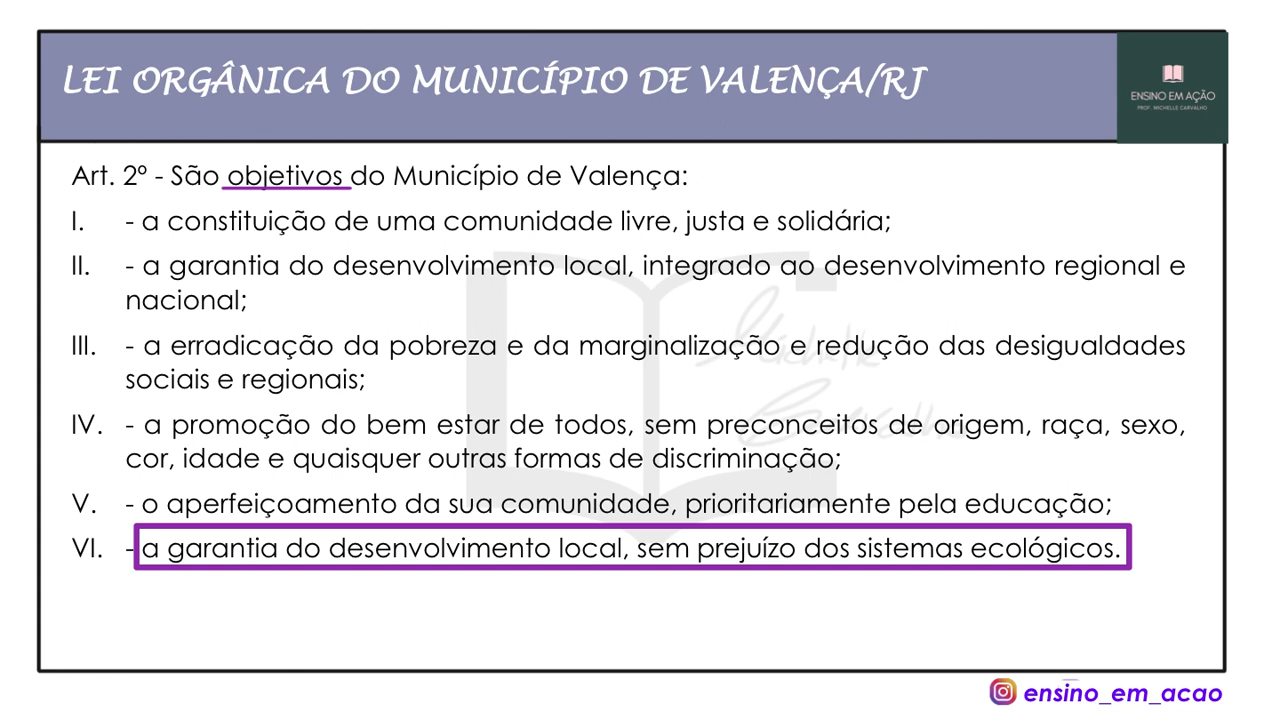 LEI ORGÂNICA DO MUNICÍPIO DE VALENÇA/RJ
ENSINO EM AÇÃO
PROF. MICHELLE CARVALHO
Art. 2º - São objetivos do Município de Valença:
I. - a constituição de uma comunidade livre, justa e solidária;
II. - a garantia do desenvolvimento local, integrado ao desenvolvimento regional e
nacional;
III. - a erradicação da pobreza e da marginalização e redução das desigualdades
sociais e regionais;
IV. - a promoção do bem estar de todos, sem preconceitos de origem, raça, sexo,
cor, idade e quaisquer outras formas de discriminação;
V. - o aperfeiçoamento da sua comunidade, prioritariamente pela educação;
VI. - a garantia do desenvolvimento local, sem prejuízo dos sistemas ecológicos.
Michelle
Carvalho
ensino_em_acao